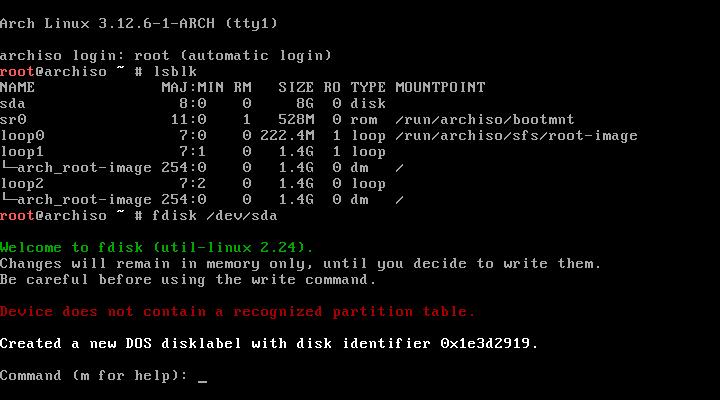 Arch Linux 3.12.6-1-ARCH (tty1)
archiso login: root (automatic login)
root@archiso ~ # lsblk
NAME                MAJ:MIN RM   SIZE RO TYPE MOUNTPOINT
sda                   8:0    0     8G  0 disk
sr0                  11:0    1   528M  0 rom  /run/archiso/bootmnt
loop0                 7:0    0 222.4M  1 loop /run/archiso/sfs/root-image
loop1                 7:1    0   1.4G  1 loop
└─arch_root-image 254:0    0   1.4G  0 dm   /
loop2                 7:2    0   1.4G  0 loop
└─arch_root-image 254:0    0   1.4G  0 dm   /
root@archiso ~ # fdisk /dev/sda
Welcome to fdisk (util-linux 2.24).
Changes will remain in memory only, until you decide to write them.
Be careful before using the write command.
Device does not contain a recognized partition table.
Created a new DOS disklabel with disk identifier 0x1e3d2919.
Command (m for help): _